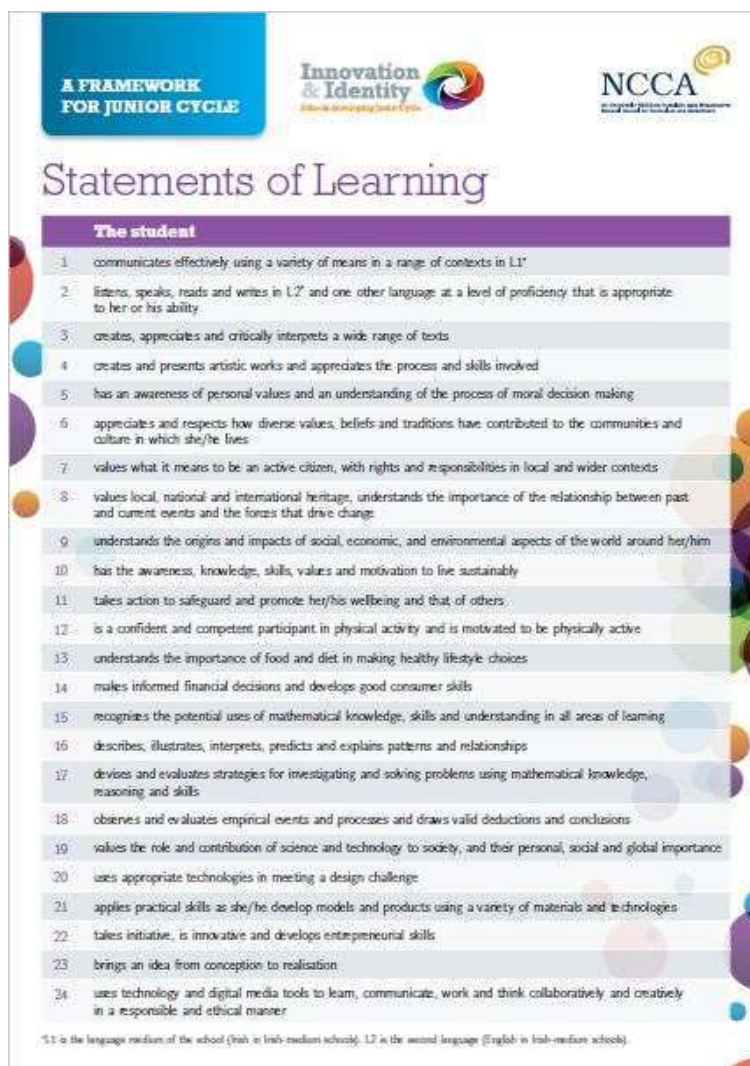 A FRAMEWORK
FOR JUNIOR CYCLE
Innovation
& Identity
NCCA
Statements of Learning
The student
1 communicates effectively using a variety of means in a range of contexts in L1*
2 listens, speaks, reads and writes in L2* and one other language at a level of proficiency that is appropriate
to her or his ability
3 creates, appreciates and critically interprets a wide range of texts
4 creates and presents artistic works and appreciates the process and skills involved
5 has an awareness of personal values and an understanding of the process of moral decision making
6 appreciates and respects how diverse values, beliefs and traditions have contributed to the communities and
culture in which she/he lives
7 values what it means to be an active citizen, with rights and responsibilities in local and wider contexts
8 values local, national and international heritage, understands the importance of the relationship between past
and current events and the forces that drive change
9 understands the origins and impacts of social, economic, and environmental aspects of the world around her/him
10 has the awareness, knowledge, skills, values and motivation to live sustainably
11 takes action to safeguard and promote her/his wellbeing and that of others
12 is a confident and competent participant in physical activity and is motivated to be physically active
13 understands the importance of food and diet in making healthy lifestyle choices
14 makes informed financial decisions and develops good consumer skills
15 recognises the potential uses of mathematical knowledge, skills and understanding in all areas of learning
16 describes, illustrates, interprets, predicts and explains patterns and relationships
17 devises and evaluates strategies for investigating and solving problems using mathematical knowledge,
reasoning and skills
18 observes and evaluates empirical events and processes and draws valid deductions and conclusions
19 values the role and contribution of science and technology to society, and their personal, social and global importance
20 uses appropriate technologies in meeting a design challenge
21 applies practical skills as she/he develop models and products using a variety of materials and technologies
22 takes initiative, is innovative and develops entrepreneurial skills
23 brings an idea from conception to realisation
24 uses technology and digital media tools to learn, communicate, work and think collaboratively and creatively
in a responsible and ethical manner
*L1 is the language medium of the school (Irish in Irish-medium schools). L2 is the second language (English in Irish-medium schools).